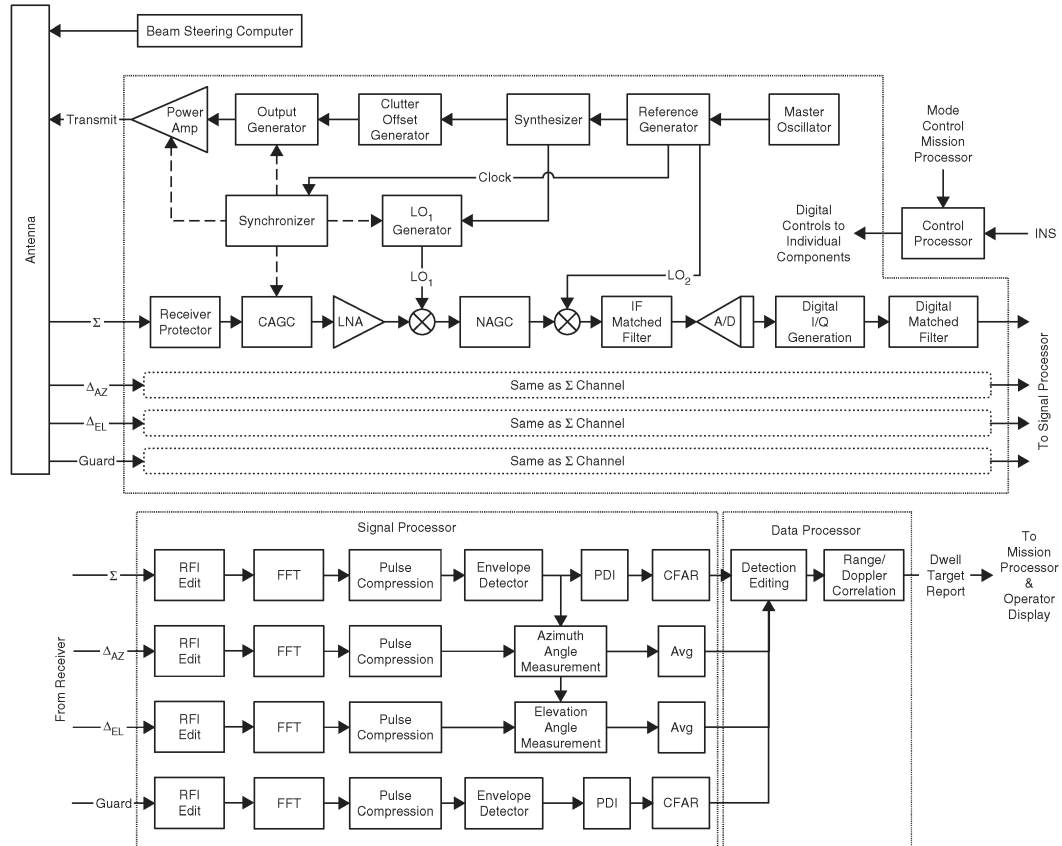 Beam Steering Computer
Antenna
Transmit
Power
Amp
Output
Generator
Clutter
Offset
Generator
Synthesizer
Reference
Generator
Master
Oscillator
Mode
Control
Mission
Processor
Clock
Synchronizer
LO1
Generator
Digital
Controls to
Individual
Components
Control
Processor
INS
LO1
LO2
Σ
Receiver
Protector
CAGC
LNA
NAGC
IF
Matched
Filter
A/D
Digital
I/Q
Generation
Digital
Matched
Filter
ΔAZ
Same as Σ Channel
ΔEL
Same as Σ Channel
Guard
Same as Σ Channel
To Signal Processor
Signal Processor
Data Processor
From Receiver
Σ
RFI
Edit
FFT
Pulse
Compression
Envelope
Detector
PDI
CFAR
Detection
Editing
Range/
Doppler
Correlation
Dwell
Target
Report
To
Mission
Processor
&
Operator
Display
ΔAZ
RFI
Edit
FFT
Pulse
Compression
Azimuth
Angle
Measurement
Avg
ΔEL
RFI
Edit
FFT
Pulse
Compression
Elevation
Angle
Measurement
Avg
Guard
RFI
Edit
FFT
Pulse
Compression
Envelope
Detector
PDI
CFAR